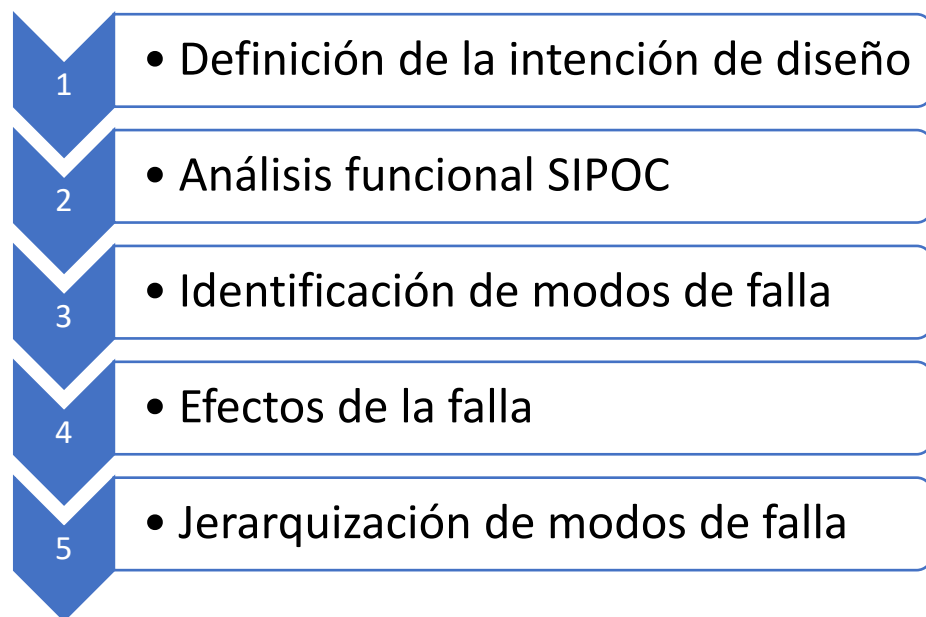 1
• Definición de la intención de diseño
2
• Análisis funcional SIPOC
3
• Identificación de modos de falla
4
• Efectos de la falla
5
• Jerarquización de modos de falla